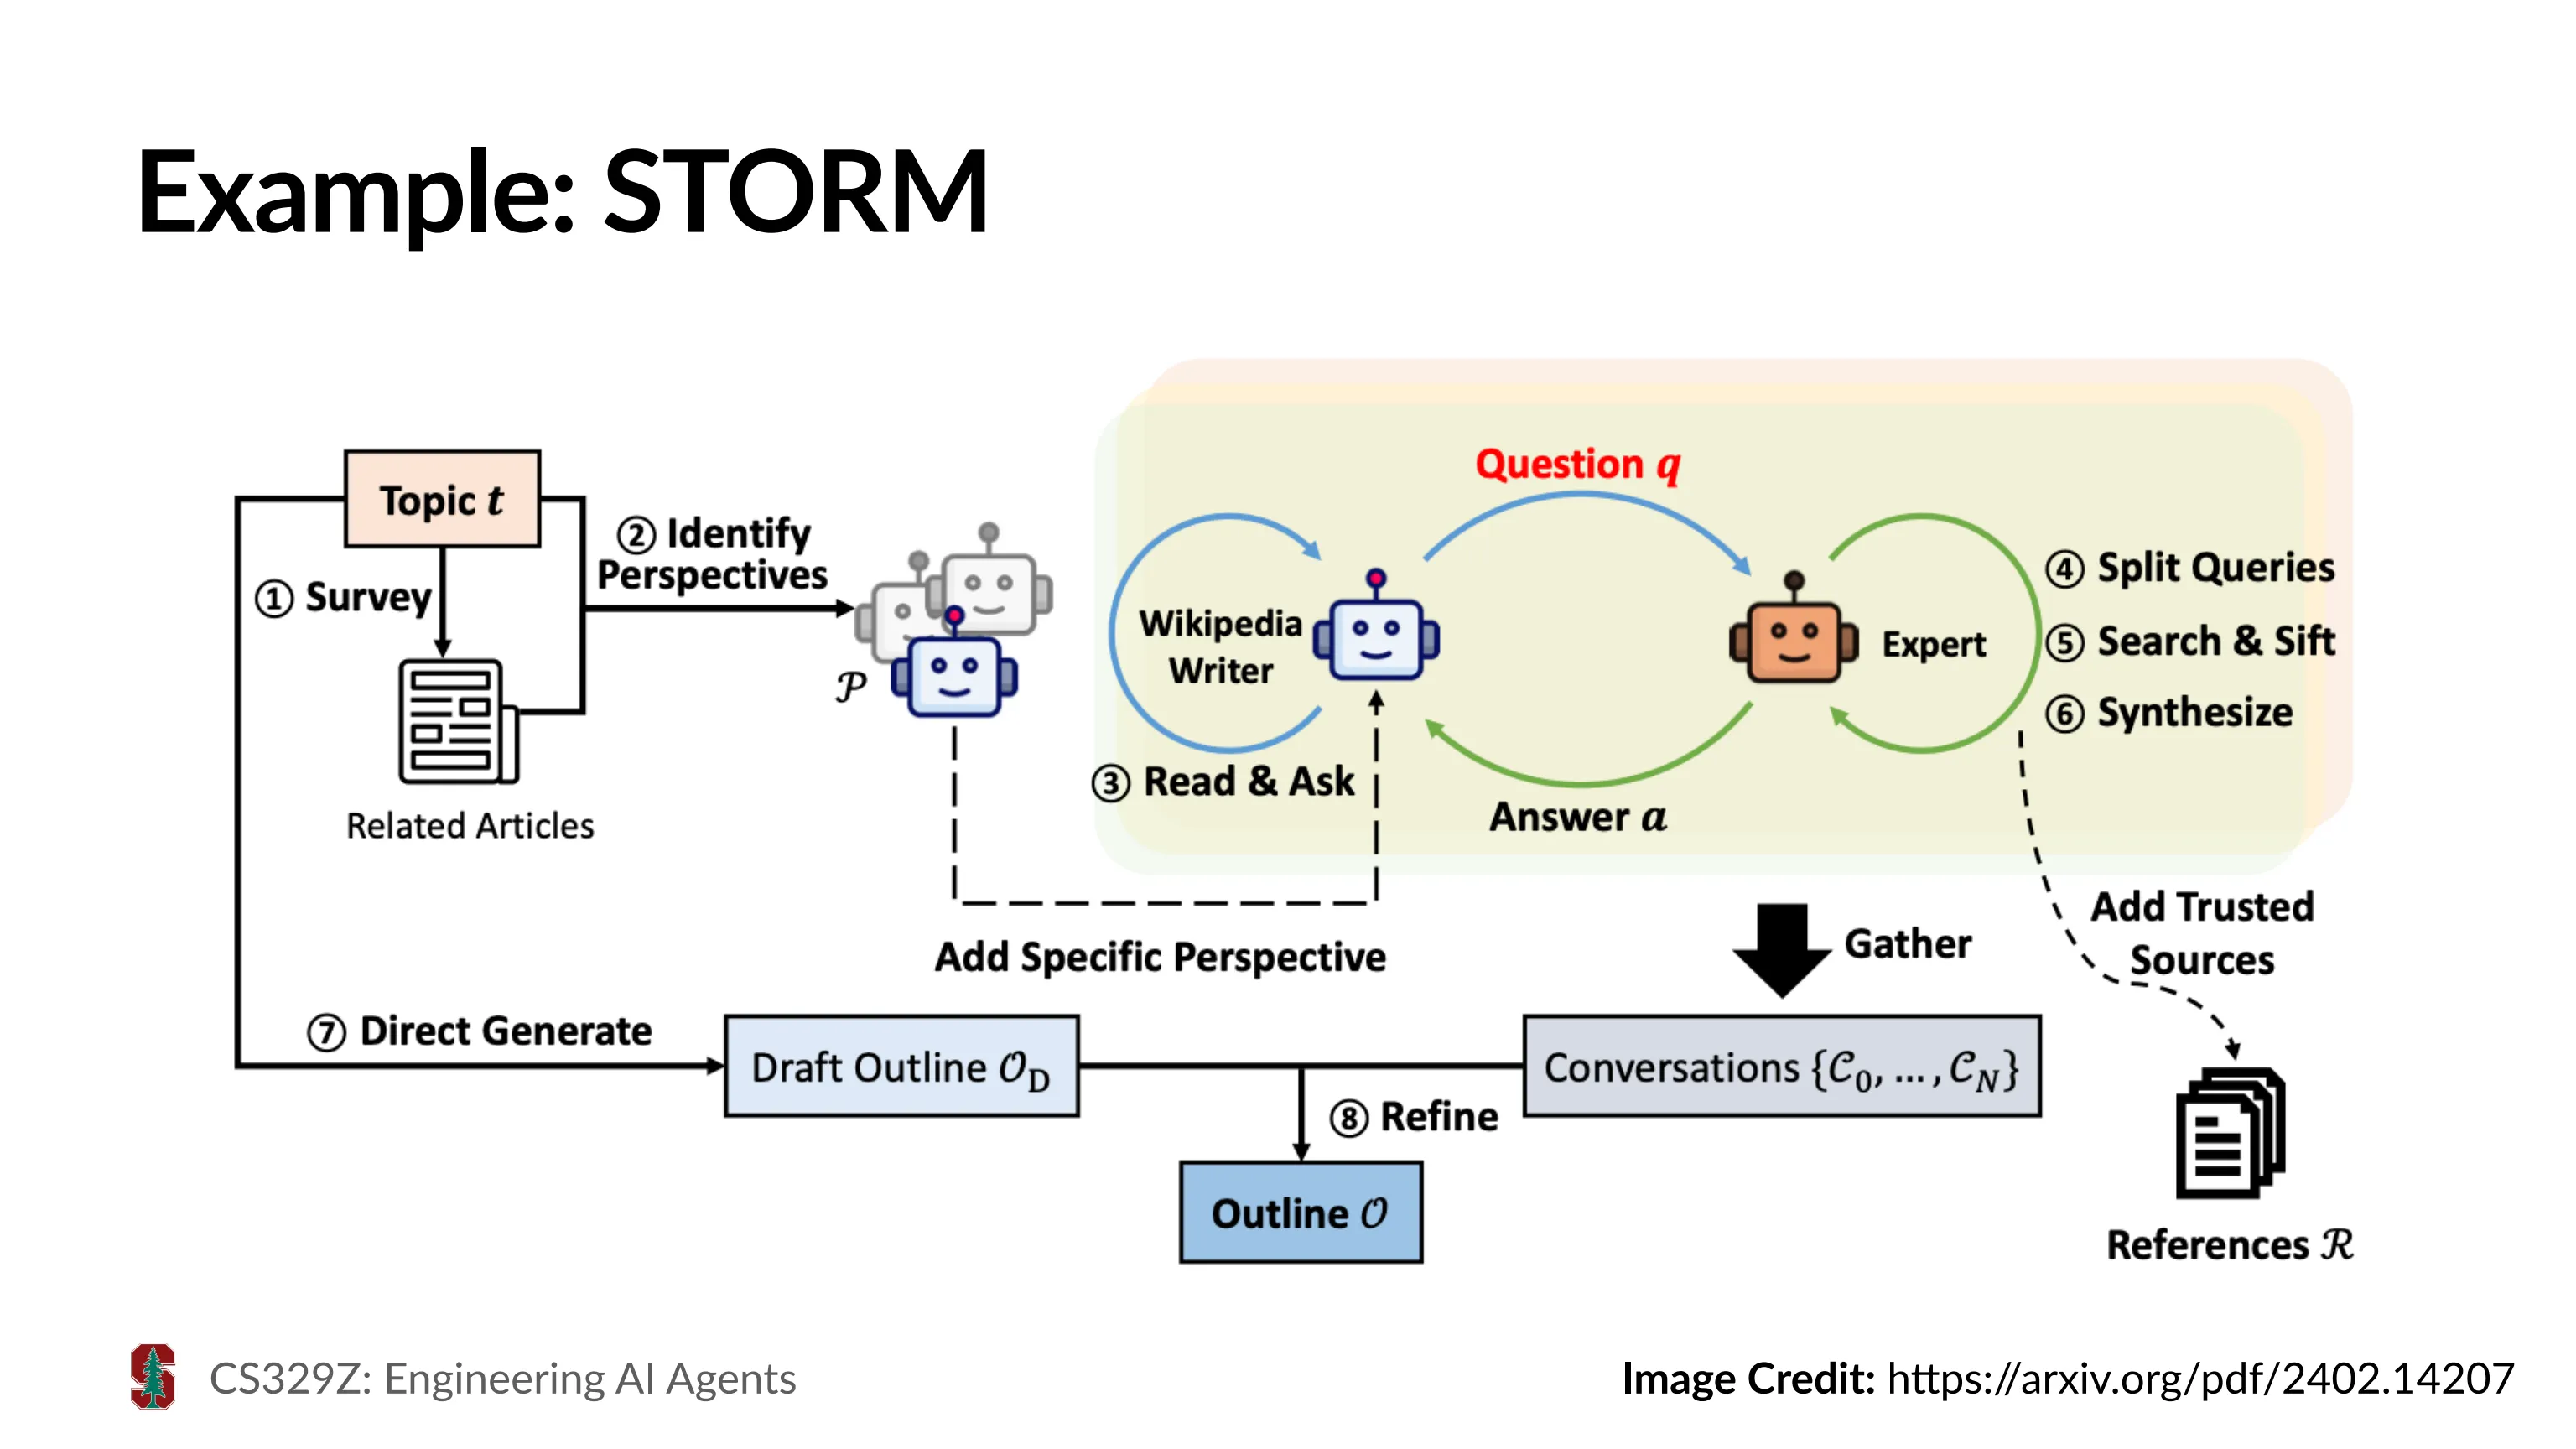 Example: STORM
Topic t
① Survey
Related Articles
② Identify
Perspectives
𝒫
Question q
Wikipedia
Writer
③ Read & Ask
Expert
④ Split Queries
⑤ Search & Sift
⑥ Synthesize
Answer a
Add Specific Perspective
Gather
Add Trusted
Sources
⑦ Direct Generate
Draft Outline 𝒪_D
Conversations {𝒞₀, …, 𝒞_N}
⑧ Refine
Outline 𝒪
References ℛ
CS329Z: Engineering AI Agents
Image Credit: https://arxiv.org/pdf/2402.14207